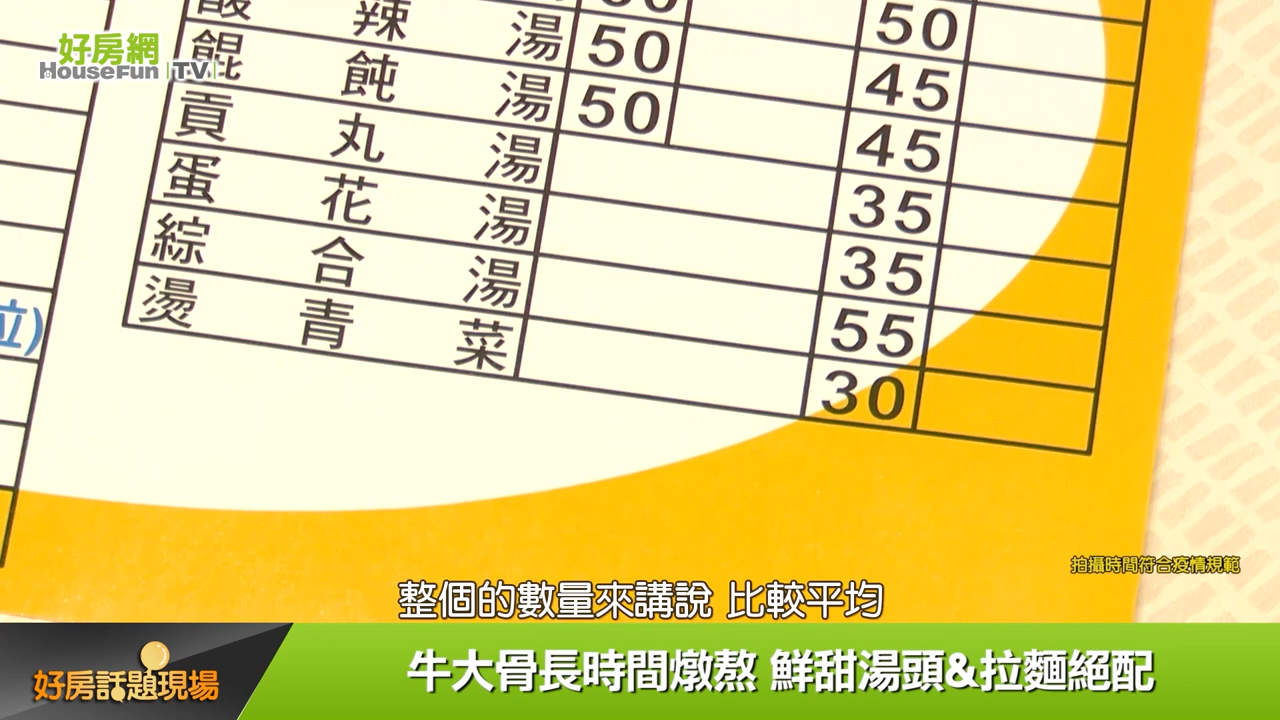 好房網
HouseFun TV
50
酸辣湯 50 45
餛飩湯 50 45
貢丸湯 35
蛋花湯 35
綜合湯 55
燙青菜 30
位)
拍攝時間符合疫情規範
整個的數量來講說 比較平均
好房話題現場
牛大骨長時間燉熬 鮮甜湯頭&拉麵絕配